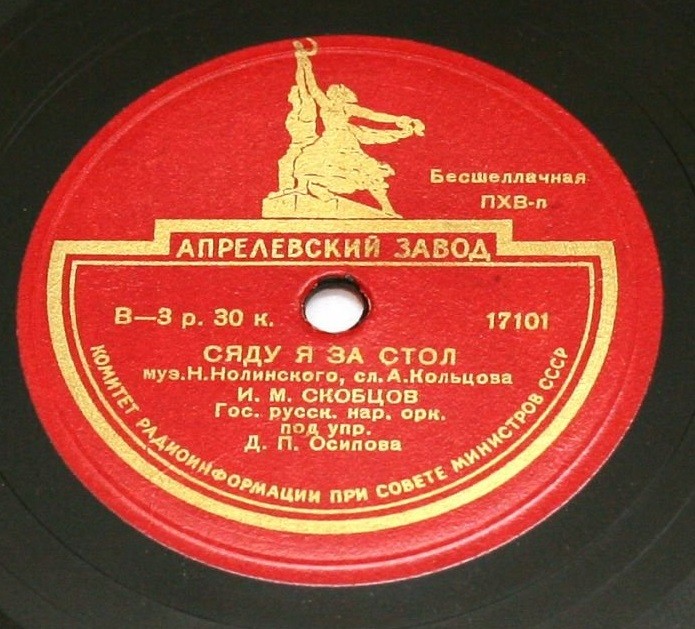 Бесшеллачная
ПХВ-п
АПРЕЛЕВСКИЙ ЗАВОД
В—3 р. 30 к.
17101
СЯДУ Я ЗА СТОЛ
муз. Н. Нолинского, сл. А. Кольцова
И. М. СКОБЦОВ
Гос. русск. нар. орк.
под упр.
Д. П. Осипова
КОМИТЕТ РАДИОИНФОРМАЦИИ ПРИ СОВЕТЕ МИНИСТРОВ СССР